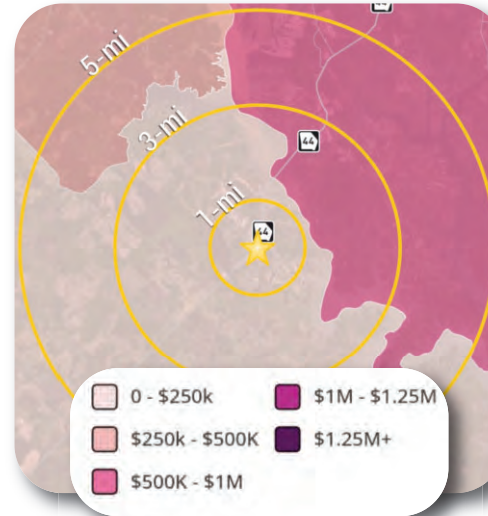 5-mi
3-mi
44
1-mi
44
0 - $250k
$250k - $500K
$500K - $1M
$1M - $1.25M
$1.25M+